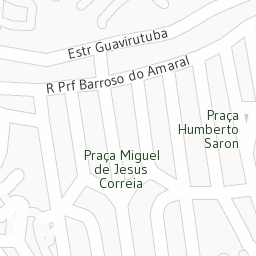 Estr Guavirutuba
R Prf Barroso do Amaral
Praça
Humberto
Saron
Praça Miguel
de Jesus
Correia